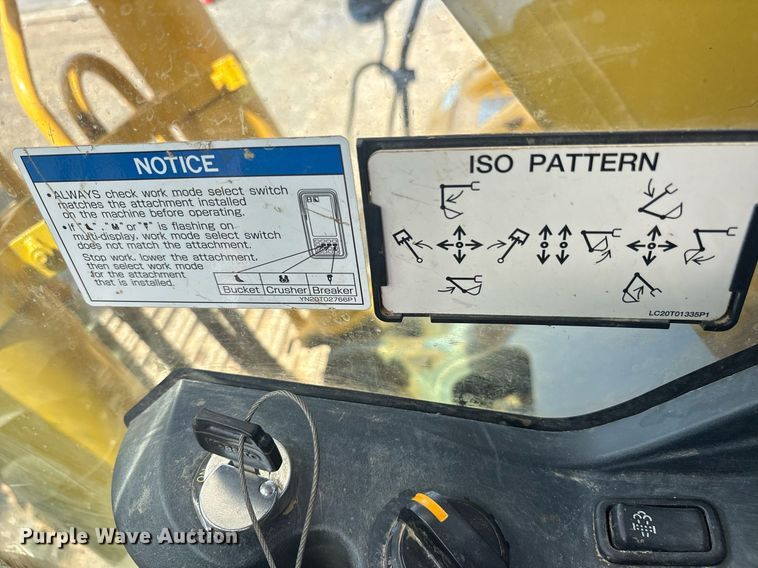 NOTICE
• ALWAYS check work mode select switch
matches the attachment installed
on the machine before operating.
• If " ", " " or " " is flashing on
multi-display, work mode select switch
does not match the attachment.
Stop work, lower the attachment,
then select work mode
for the attachment
that is installed.
Bucket Crusher Breaker
YN20T02766P1
ISO PATTERN
LC20T01335P1
Purple Wave Auction